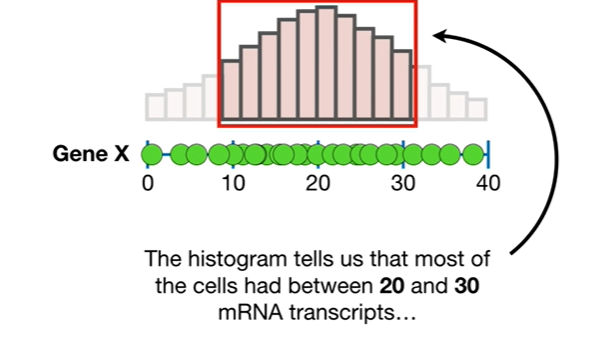 Gene X
0 10 20 30 40
The histogram tells us that most of
the cells had between 20 and 30
mRNA transcripts…